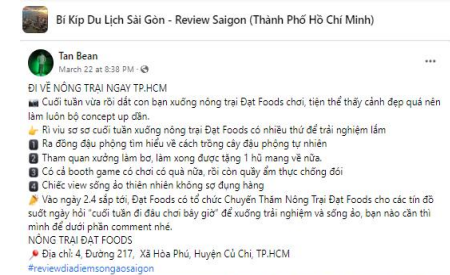 Bí Kíp Du Lịch Sài Gòn - Review Saigon (Thành Phố Hồ Chí Minh)
Tan Bean
March 22 at 8:38 PM ·
ĐI VỀ NÔNG TRẠI NGAY TP.HCM
📷 Cuối tuần vừa rồi dắt con bạn xuống nông trại Đạt Foods chơi, tiện thể thấy cảnh đẹp quá nên
làm luôn bộ concept up dần.
👉 Rì viu sơ sơ cuối tuần xuống nông trại Đạt Foods có nhiều thứ để trải nghiệm lắm
1 Ra đồng đậu phộng tìm hiểu về cách trồng cây đậu phộng tự nhiên
2 Tham quan xưởng làm bơ, làm xong được tặng 1 hũ mang về nữa.
3 Có cả booth game có chơi có quà nữa, rồi còn quầy ẩm thực chống đói
4 Chiếc view sống ảo thiên nhiên không sợ đụng hàng
🎉 Vào ngày 2.4 sắp tới, Đạt Foods có tổ chức Chuyến Thăm Nông Trại Đạt Foods cho các tín đồ
suốt ngày hỏi "cuối tuần đi đâu chơi bây giờ" để xuống trải nghiệm và sống ảo, bạn nào cần thì
mình để dưới phần comment nhé.
NÔNG TRẠI ĐẠT FOODS
📍 Địa chỉ: 4, Đường 217, Xã Hòa Phú, Huyện Củ Chi, TP.HCM
#reviewdiadiemsongaosaigon